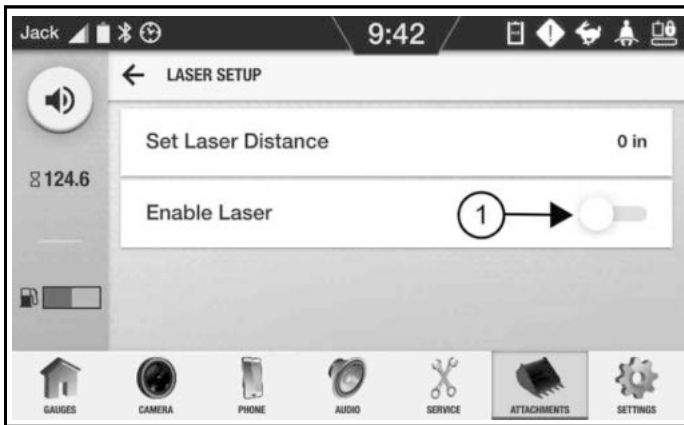 Jack 9:42
← LASER SETUP
Set Laser Distance 0 in
124.6
Enable Laser 1
GAUGES CAMERA PHONE AUDIO SERVICE ATTACHMENTS SETTINGS